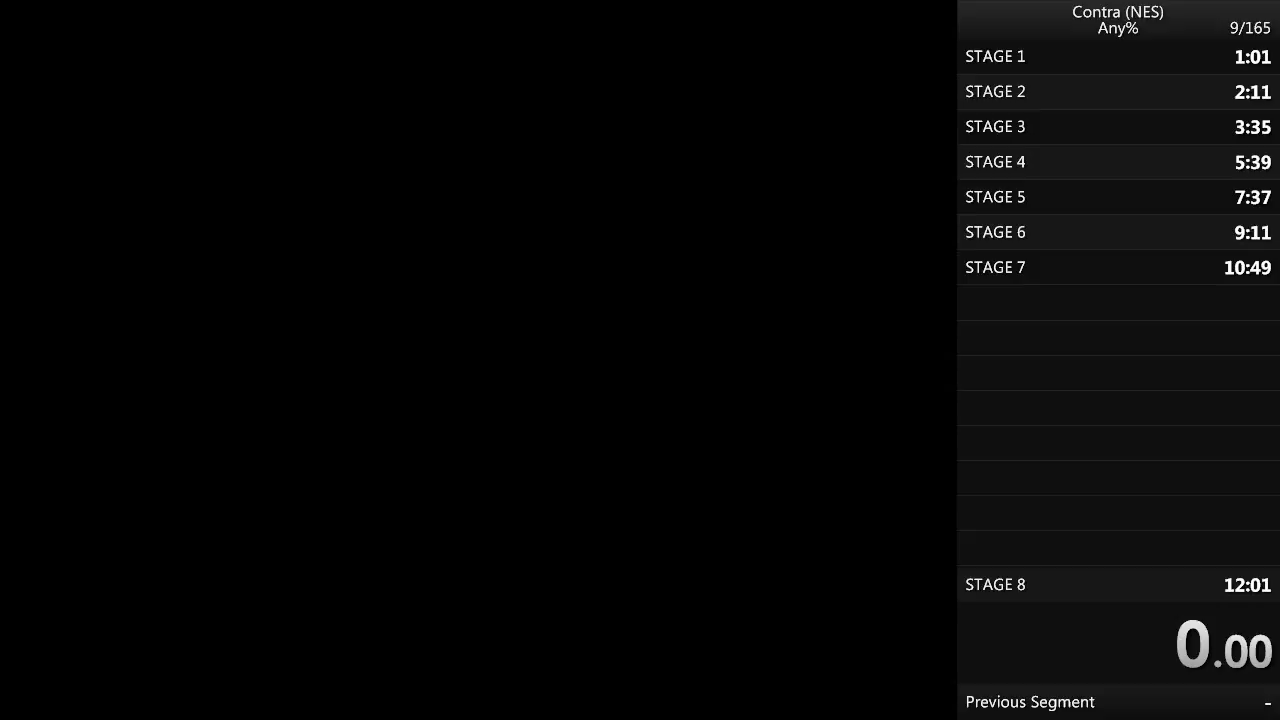 Contra (NES)
Any% 9/165
STAGE 1 1:01
STAGE 2 2:11
STAGE 3 3:35
STAGE 4 5:39
STAGE 5 7:37
STAGE 6 9:11
STAGE 7 10:49
STAGE 8 12:01
0.00
Previous Segment -